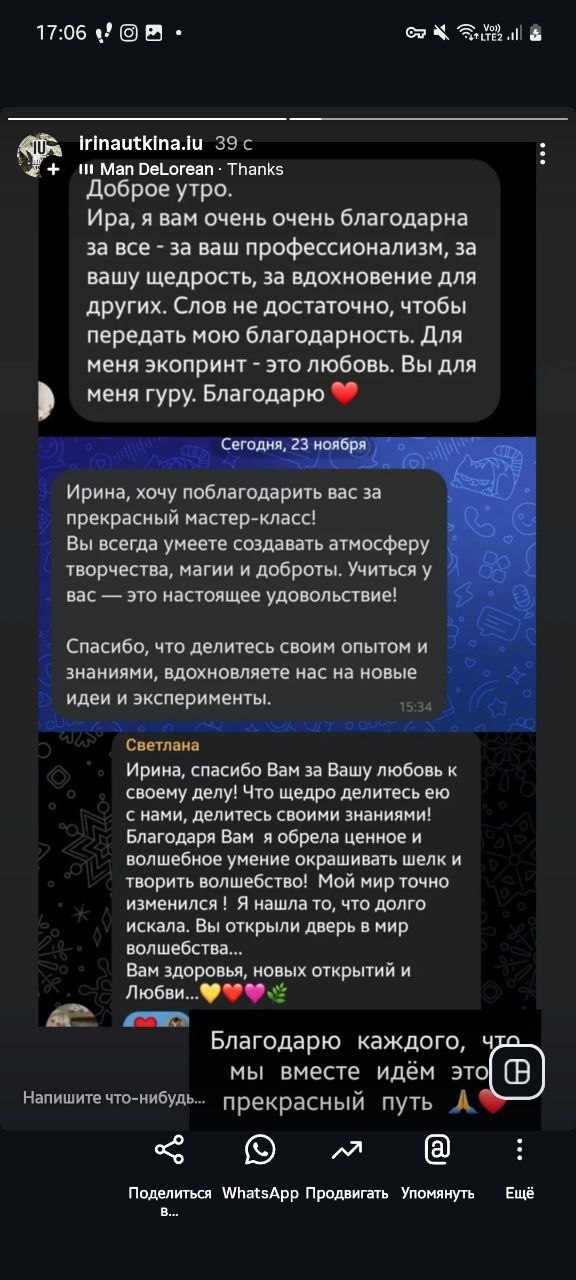 17:06
Vo)) LTE2
irinautkina.iu 39 с
Man DeLorean · Thanks
Доброе утро.
Ира, я вам очень очень благодарна
за все - за ваш профессионализм, за
вашу щедрость, за вдохновение для
других. Слов не достаточно, чтобы
передать мою благодарность. Для
меня экопринт - это любовь. Вы для
меня гуру. Благодарю ❤️
Сегодня, 23 ноября
Ирина, хочу поблагодарить вас за
прекрасный мастер-класс!
Вы всегда умеете создавать атмосферу
творчества, магии и доброты. Учиться у
вас — это настоящее удовольствие!
Спасибо, что делитесь своим опытом и
знаниями, вдохновляете нас на новые
идеи и эксперименты.
15:34
Светлана
Ирина, спасибо Вам за Вашу любовь к
своему делу! Что щедро делитесь ею
с нами, делитесь своими знаниями!
Благодаря Вам я обрела ценное и
волшебное умение окрашивать шелк и
творить волшебство! Мой мир точно
изменился ! Я нашла то, что долго
искала. Вы открыли дверь в мир
волшебства...
Вам здоровья, новых открытий и
Любви...💛❤️💗🌿
Благодарю каждого, что
мы вместе идём это
прекрасный путь 🙏❤️
Напишите что-нибудь...
Поделиться в...
WhatsApp
Продвигать
Упомянуть
Ещё